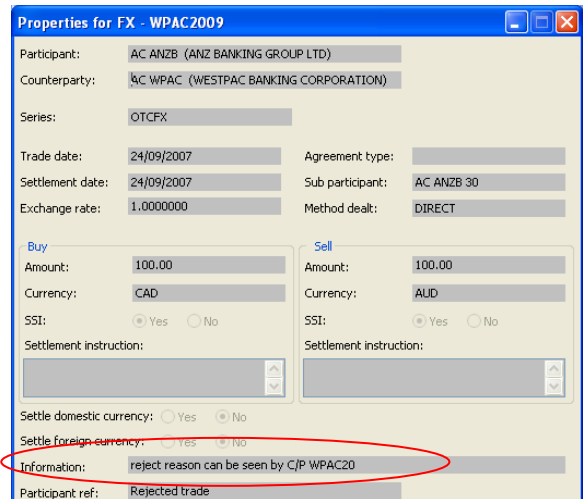 Properties for FX - WPAC2009
Participant: AC ANZB (ANZ BANKING GROUP LTD)
Counterparty: AC WPAC (WESTPAC BANKING CORPORATION)
Series: OTCFX
Trade date: 24/09/2007 Agreement type:
Settlement date: 24/09/2007 Sub participant: AC ANZB 30
Exchange rate: 1.0000000 Method dealt: DIRECT
Buy Sell
Amount: 100.00 Amount: 100.00
Currency: CAD Currency: AUD
SSI: Yes No SSI: Yes No
Settlement instruction: Settlement instruction:
Settle domestic currency: Yes No
Settle foreign currency: Yes No
Information: reject reason can be seen by C/P WPAC20
Participant ref: Rejected trade